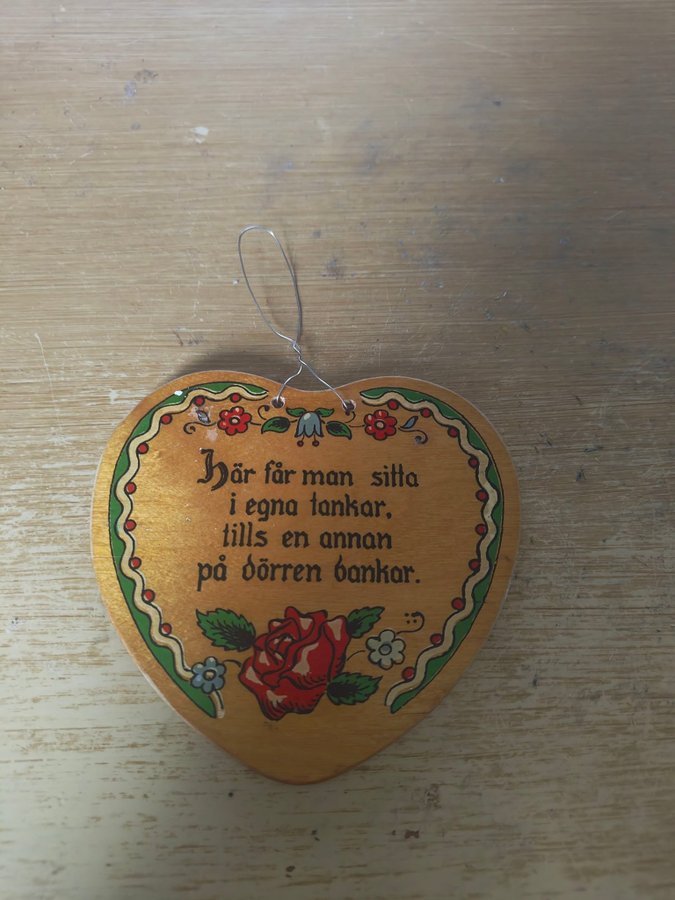 Här får man sitta
i egna tankar,
tills en annan
på dörren bankar.